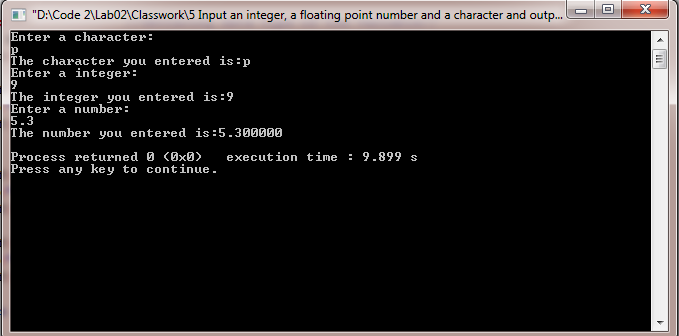 "D:\Code 2\Lab02\Classwork\5 Input an integer, a floating point number and a character and outp...
Enter a character:
p
The character you entered is:p
Enter a integer:
9
The integer you entered is:9
Enter a number:
5.3
The number you entered is:5.300000
Process returned 0 (0x0)   execution time : 9.899 s
Press any key to continue.